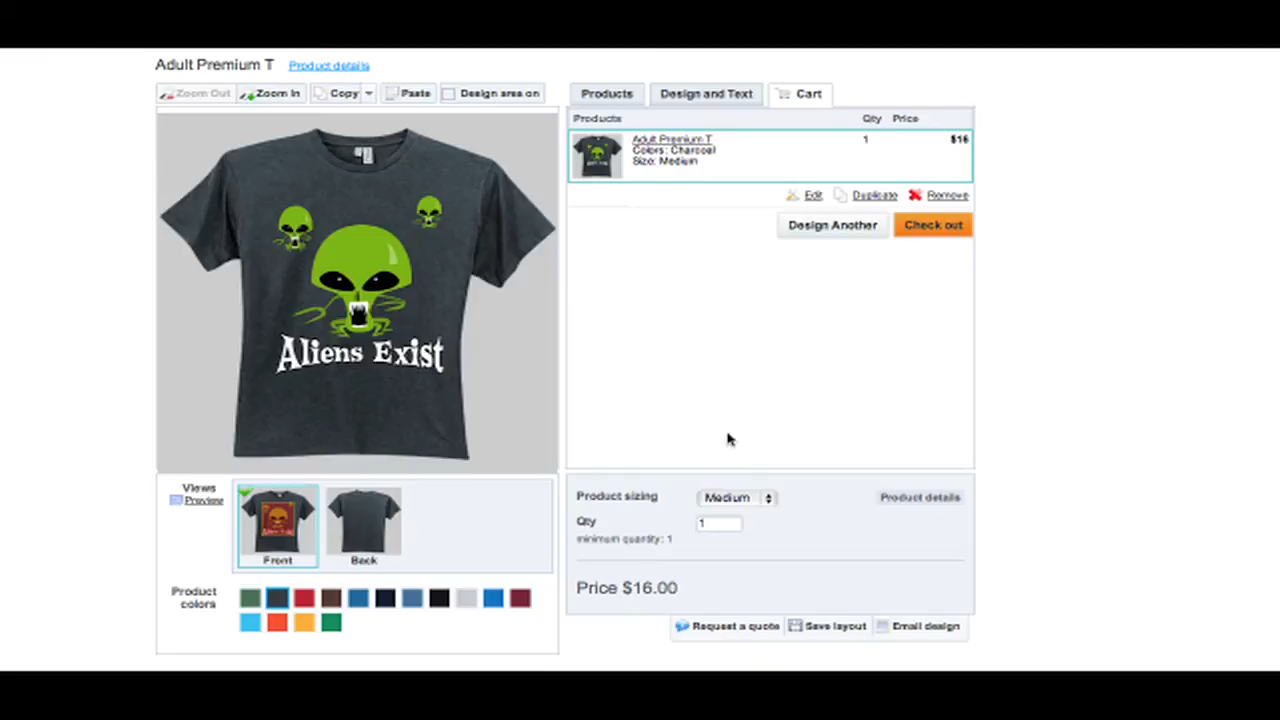 Adult Premium T Product details
Zoom Out Zoom In Copy Paste Design area on
Products Design and Text Cart
Products Qty Price
Adult Premium T 1 $16
Colors: Charcoal
Size: Medium
Edit Duplicate Remove
Design Another Check out
Aliens Exist
Views
Preview
Front Back
Product colors
Product sizing Medium Product details
Qty 1
minimum quantity: 1
Price $16.00
Request a quote Save layout Email design